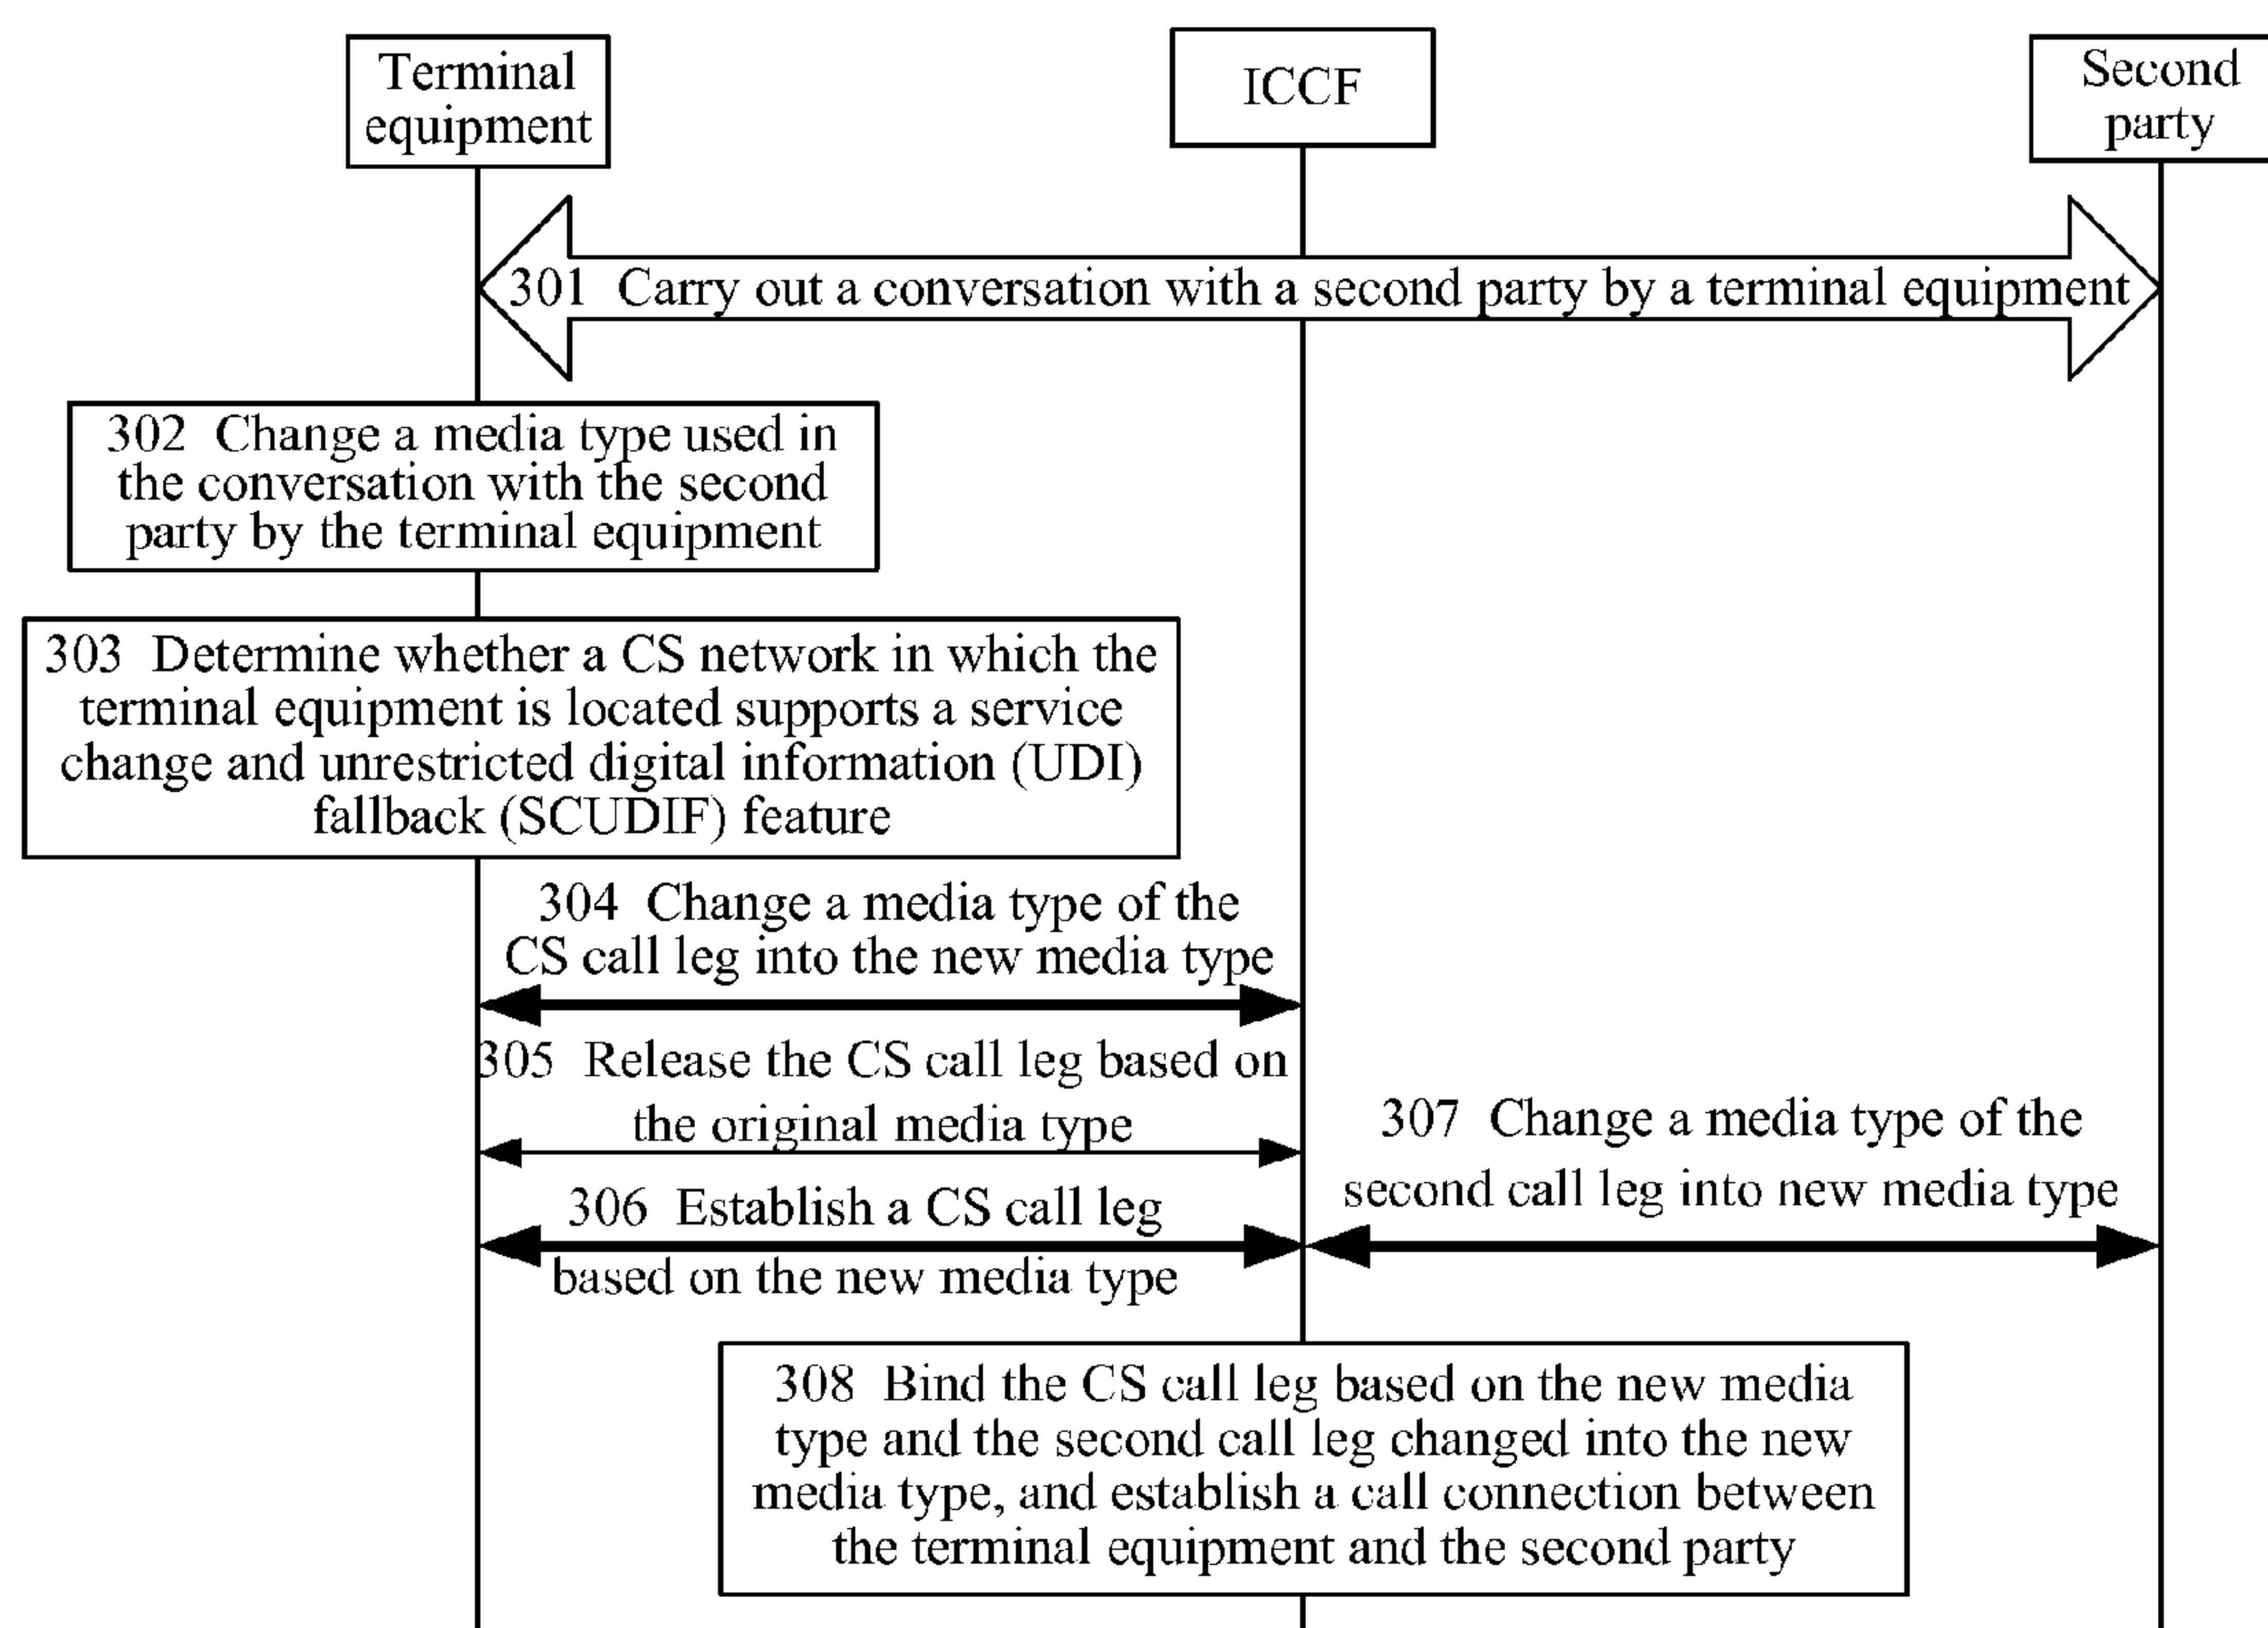 Terminal
equipment
ICCF
Second
party
301 Carry out a conversation with a second party by a terminal equipment
302 Change a media type used in
the conversation with the second
party by the terminal equipment
303 Determine whether a CS network in which the
terminal equipment is located supports a service
change and unrestricted digital information (UDI)
fallback (SCUDIF) feature
304 Change a media type of the
CS call leg into the new media type
305 Release the CS call leg based on
the original media type
306 Establish a CS call leg
based on the new media type
307 Change a media type of the
second call leg into new media type
308 Bind the CS call leg based on the new media
type and the second call leg changed into the new
media type, and establish a call connection between
the terminal equipment and the second party